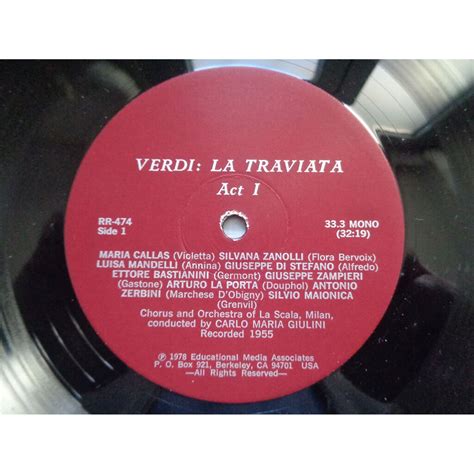 VERDI: LA TRAVIATA
Act I
RR-474
Side 1
33.3 MONO
(32:19)
MARIA CALLAS (Violetta) SILVANA ZANOLLI (Flora Bervoix)
LUISA MANDELLI (Annina) GIUSEPPE DI STEFANO (Alfredo)
ETTORE BASTIANINI (Germont) GIUSEPPE ZAMPIERI
(Gastone) ARTURO LA PORTA (Douphol) ANTONIO
ZERBINI (Marchese D'Obigny) SILVIO MAIONICA
(Grenvil)
Chorus and Orchestra of La Scala, Milan,
conducted by CARLO MARIA GIULINI
Recorded 1955
℗ 1978 Educational Media Associates
P. O. Box 921, Berkeley, CA 94701 USA
—All Rights Reserved—